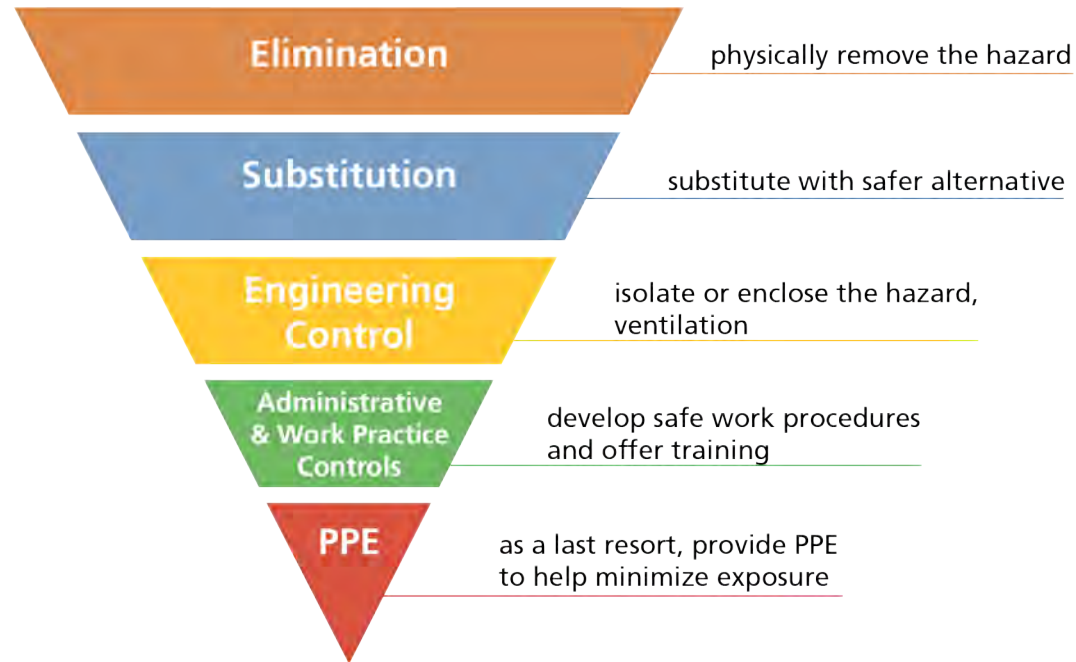 Elimination
physically remove the hazard
Substitution
substitute with safer alternative
Engineering
Control
isolate or enclose the hazard,
ventilation
Administrative
& Work Practice
Controls
develop safe work procedures
and offer training
PPE
as a last resort, provide PPE
to help minimize exposure